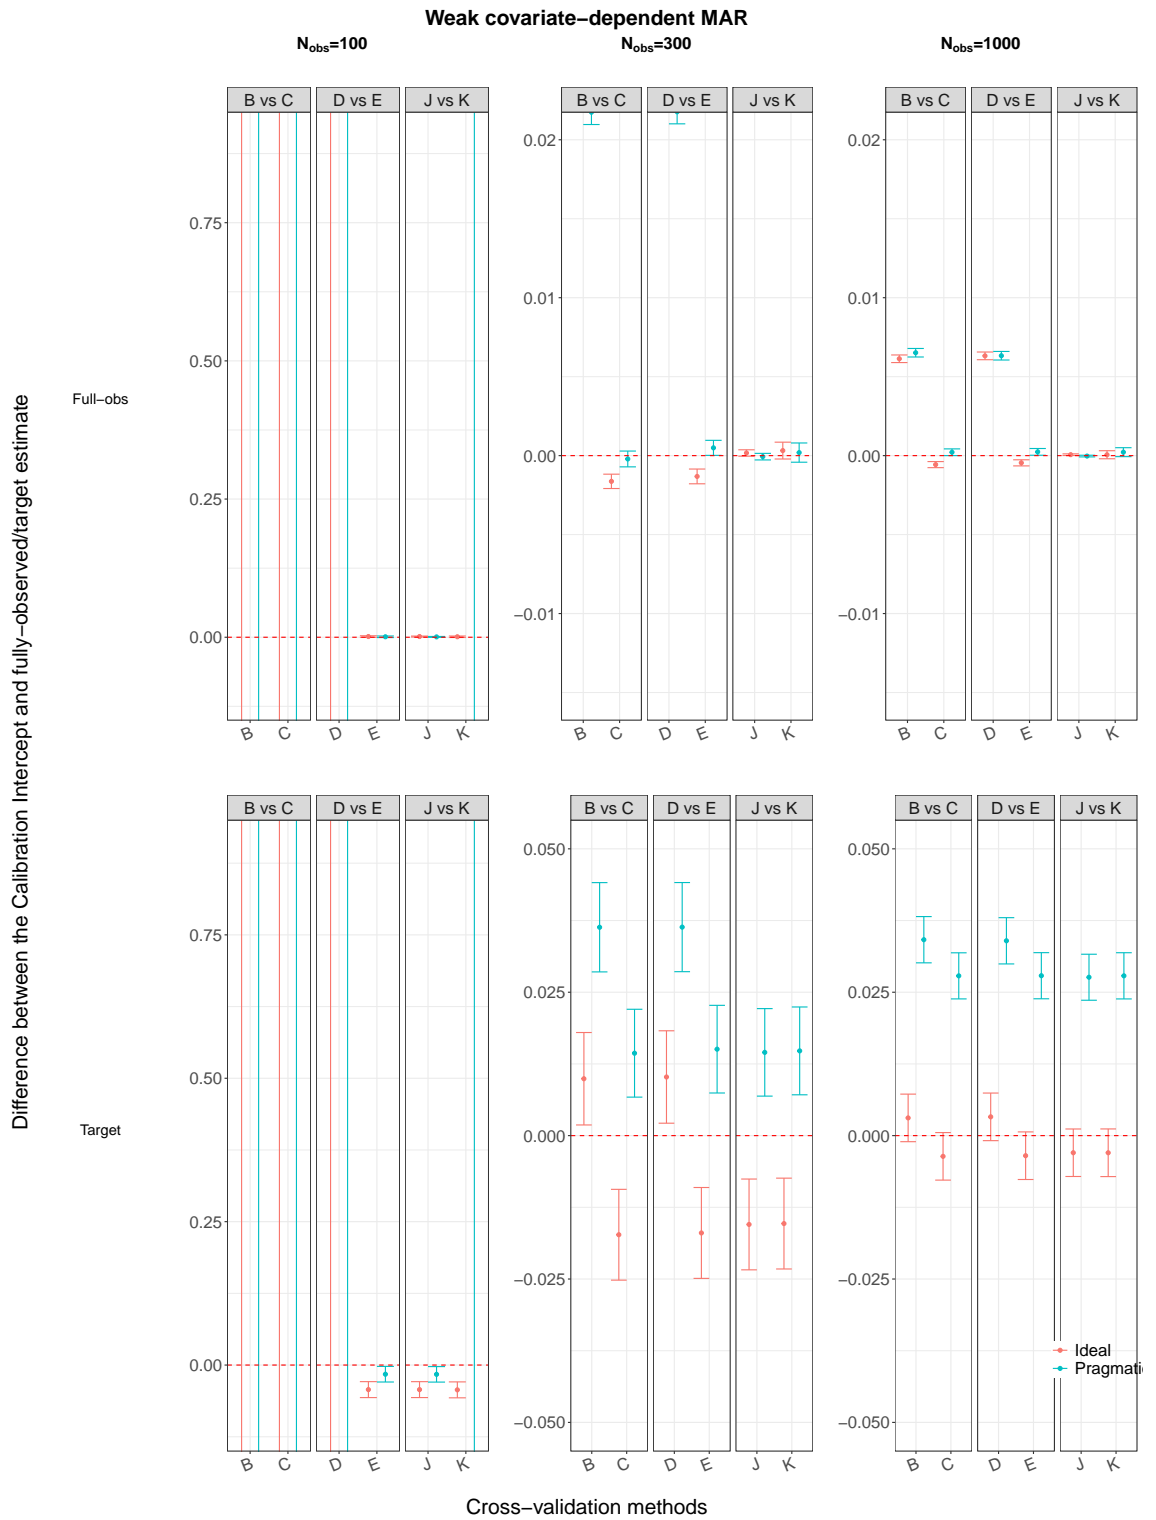 Weak covariate−dependent MAR
Nobs=100 Nobs=300 Nobs=1000
B vs C D vs E J vs K B vs C D vs E J vs K B vs C D vs E J vs K
0.75
0.50
0.25
0.00
0.02
0.01
0.00
−0.01
0.02
0.01
0.00
−0.01
Full−obs
B C D E J K B C D E J K B C D E J K
Difference between the Calibration Intercept and fully−observed/target estimate
B vs C D vs E J vs K B vs C D vs E J vs K B vs C D vs E J vs K
0.75
0.50
0.25
0.00
0.050
0.025
0.000
−0.025
−0.050
0.050
0.025
0.000
−0.025
−0.050
Target
Ideal
Pragmati
B C D E J K B C D E J K B C D E J K
Cross−validation methods